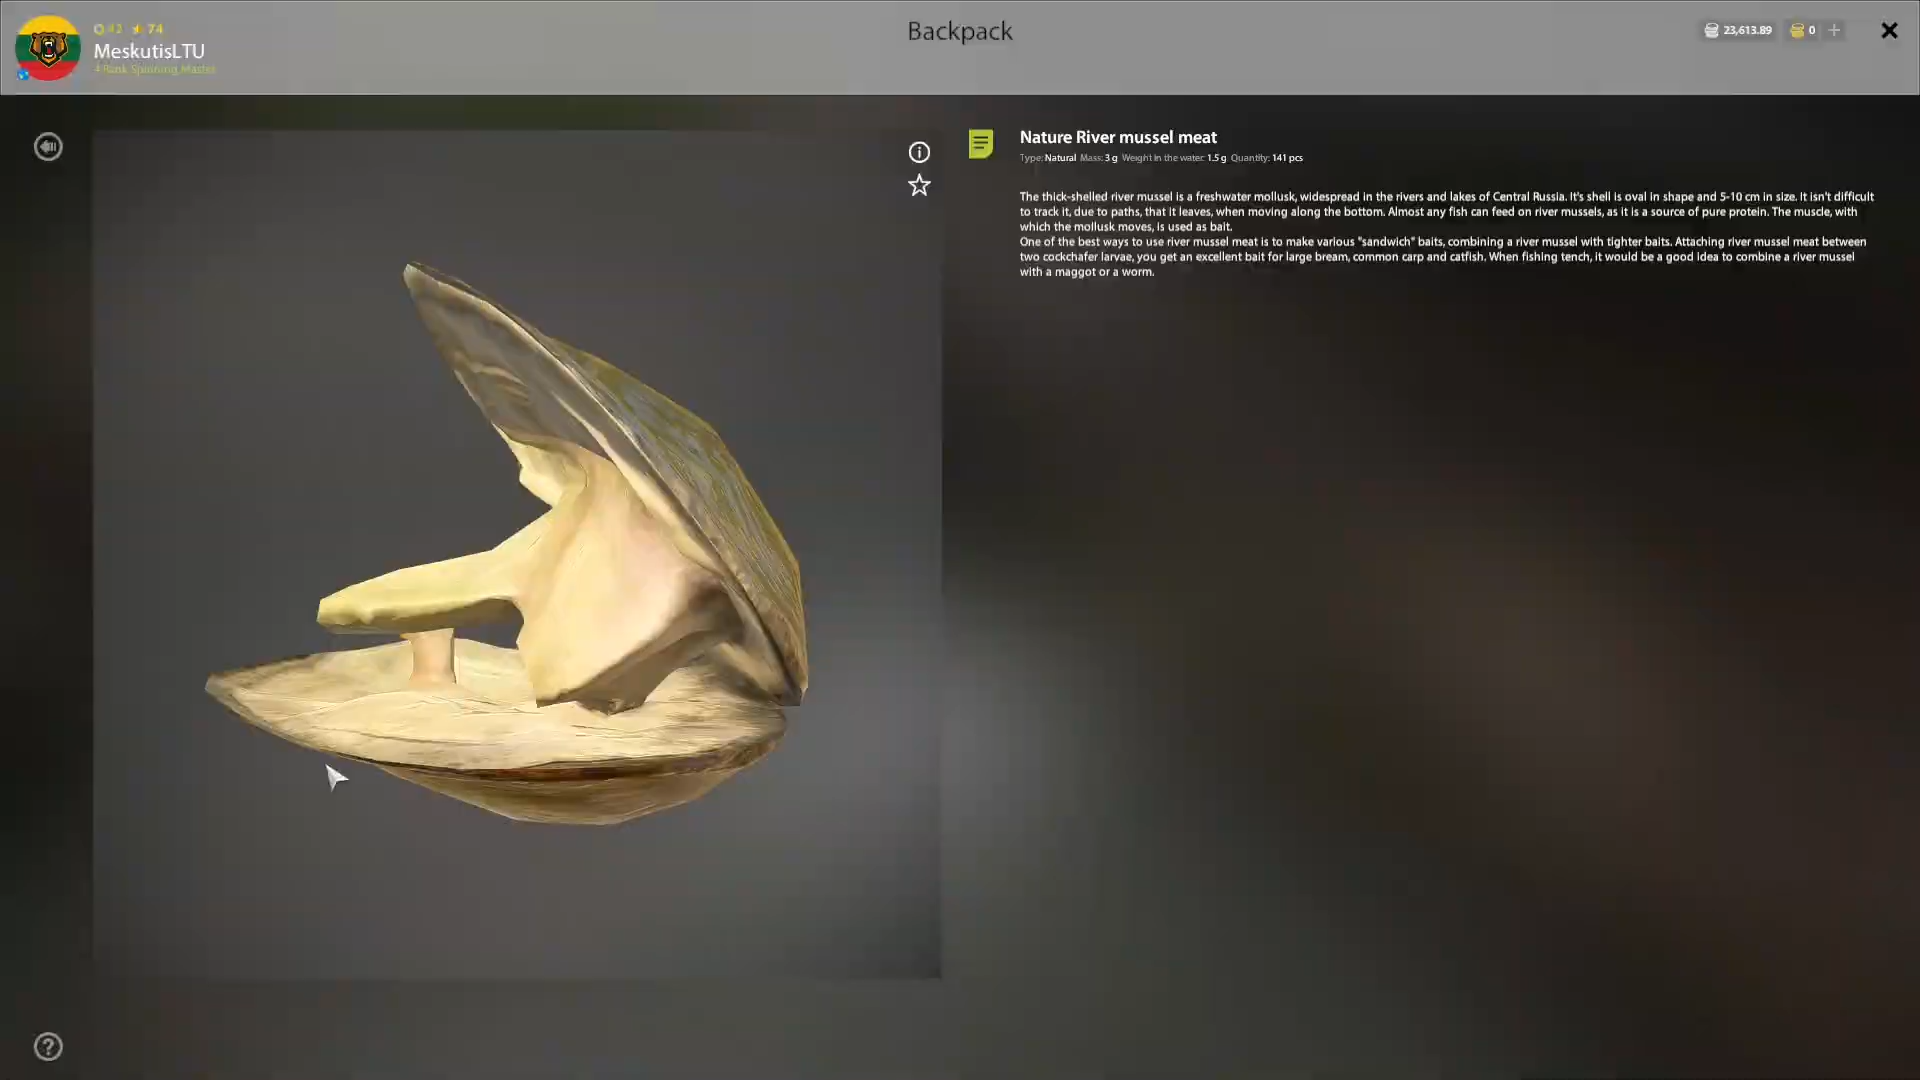 #2 74
MeskutisLTU
4 Rank Spinning Master
Backpack
23,613.89 0
Nature River mussel meat
Type: Natural Mass: 3 g Weight in the water: 1.5 g Quantity: 141 pcs
The thick-shelled river mussel is a freshwater mollusk, widespread in the rivers and lakes of Central Russia. It's shell is oval in shape and 5-10 cm in size. It isn't difficult
to track it, due to paths, that it leaves, when moving along the bottom. Almost any fish can feed on river mussels, as it is a source of pure protein. The muscle, with
which the mollusk moves, is used as bait.
One of the best ways to use river mussel meat is to make various "sandwich" baits, combining a river mussel with tighter baits. Attaching river mussel meat between
two cockchafer larvae, you get an excellent bait for large bream, common carp and catfish. When fishing tench, it would be a good idea to combine a river mussel
with a maggot or a worm.